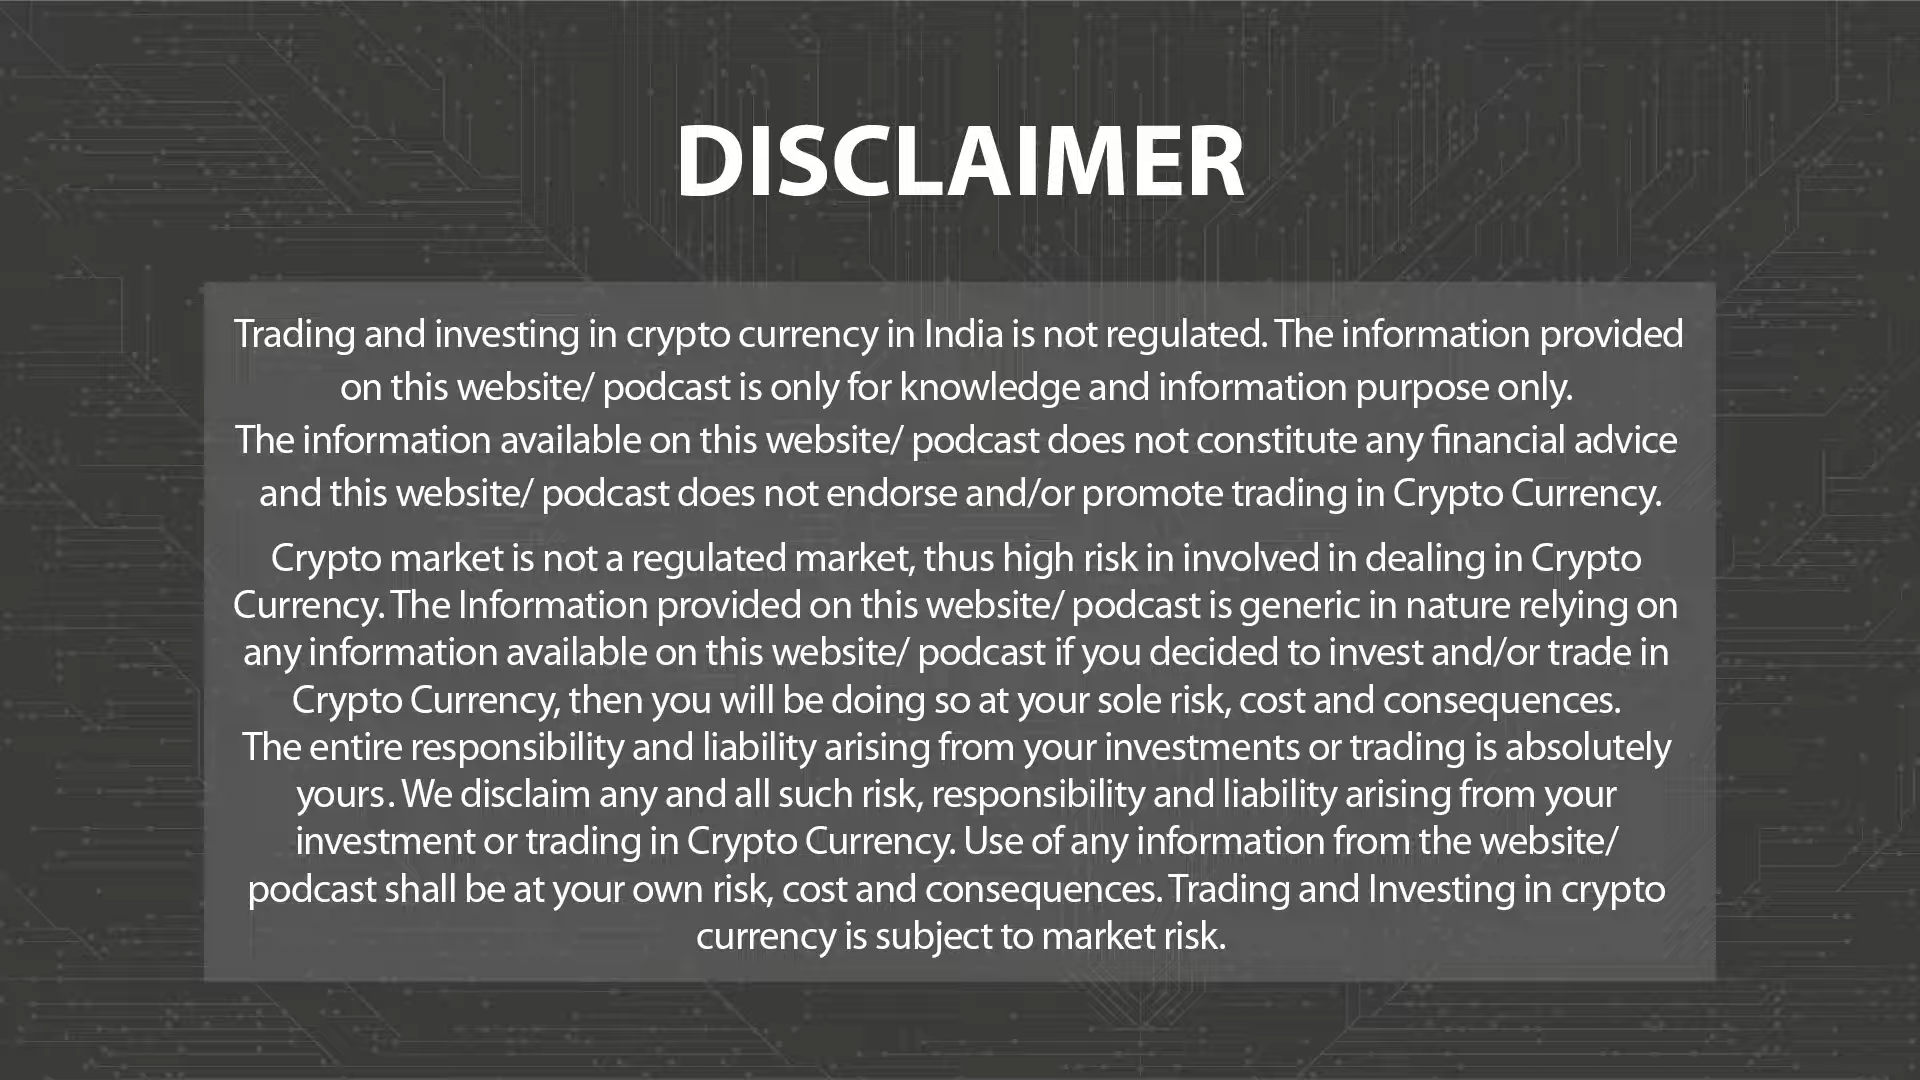 DISCLAIMER
Trading and investing in crypto currency in India is not regulated. The information provided
on this website/ podcast is only for knowledge and information purpose only.
The information available on this website/ podcast does not constitute any financial advice
and this website/ podcast does not endorse and/or promote trading in Crypto Currency.
Crypto market is not a regulated market, thus high risk in involved in dealing in Crypto
Currency. The Information provided on this website/ podcast is generic in nature relying on
any information available on this website/ podcast if you decided to invest and/or trade in
Crypto Currency, then you will be doing so at your sole risk, cost and consequences.
The entire responsibility and liability arising from your investments or trading is absolutely
yours. We disclaim any and all such risk, responsibility and liability arising from your
investment or trading in Crypto Currency. Use of any information from the website/
podcast shall be at your own risk, cost and consequences. Trading and Investing in crypto
currency is subject to market risk.